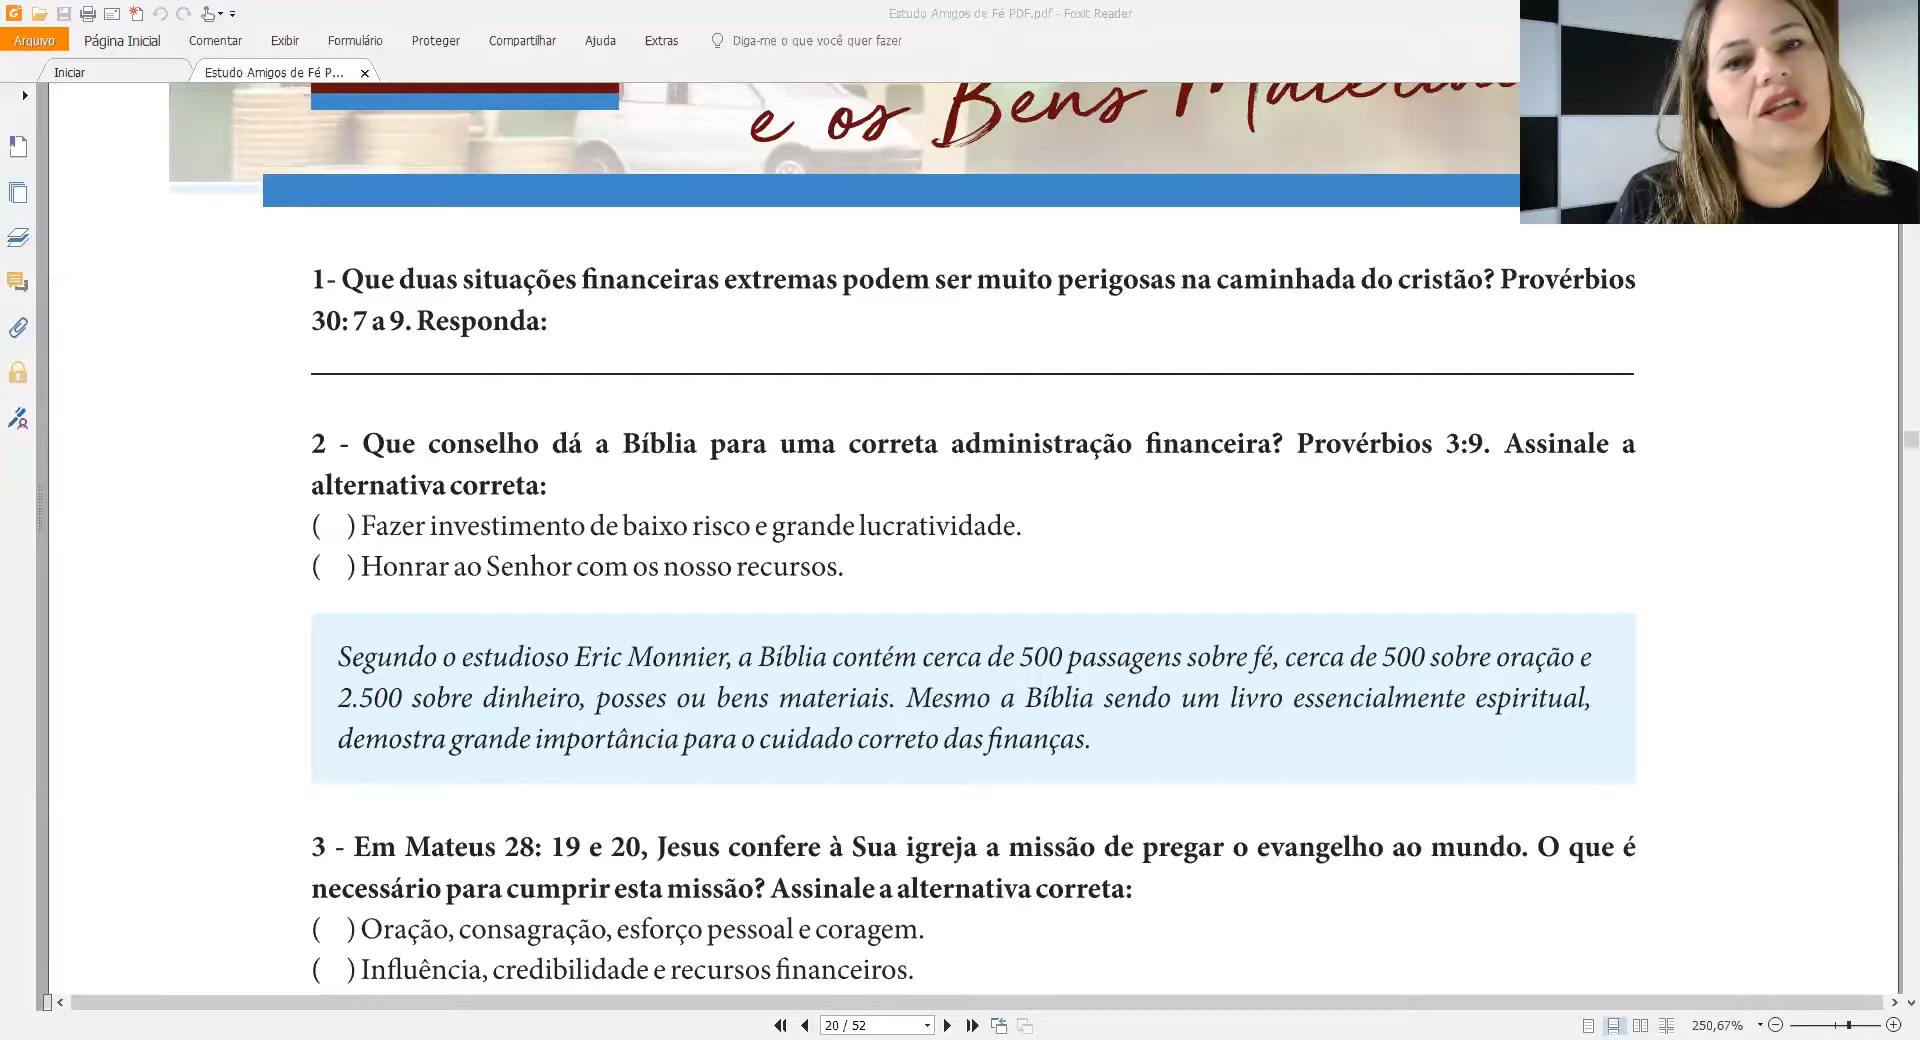 Estudo Amigos de Fé PDF.pdf - Foxit Reader
Arquivo Página Inicial Comentar Exibir Formulário Proteger Compartilhar Ajuda Extras Diga-me o que você quer fazer
Iniciar Estudo Amigos de Fé P...
e os Bens Materiai
1- Que duas situações financeiras extremas podem ser muito perigosas na caminhada do cristão? Provérbios
30: 7 a 9. Responda:
2 - Que conselho dá a Bíblia para uma correta administração financeira? Provérbios 3:9. Assinale a
alternativa correta:
( ) Fazer investimento de baixo risco e grande lucratividade.
( ) Honrar ao Senhor com os nosso recursos.
Segundo o estudioso Eric Monnier, a Bíblia contém cerca de 500 passagens sobre fé, cerca de 500 sobre oração e
2.500 sobre dinheiro, posses ou bens materiais. Mesmo a Bíblia sendo um livro essencialmente espiritual,
demostra grande importância para o cuidado correto das finanças.
3 - Em Mateus 28: 19 e 20, Jesus confere à Sua igreja a missão de pregar o evangelho ao mundo. O que é
necessário para cumprir esta missão? Assinale a alternativa correta:
( ) Oração, consagração, esforço pessoal e coragem.
( ) Influência, credibilidade e recursos financeiros.
20 / 52
250,67%